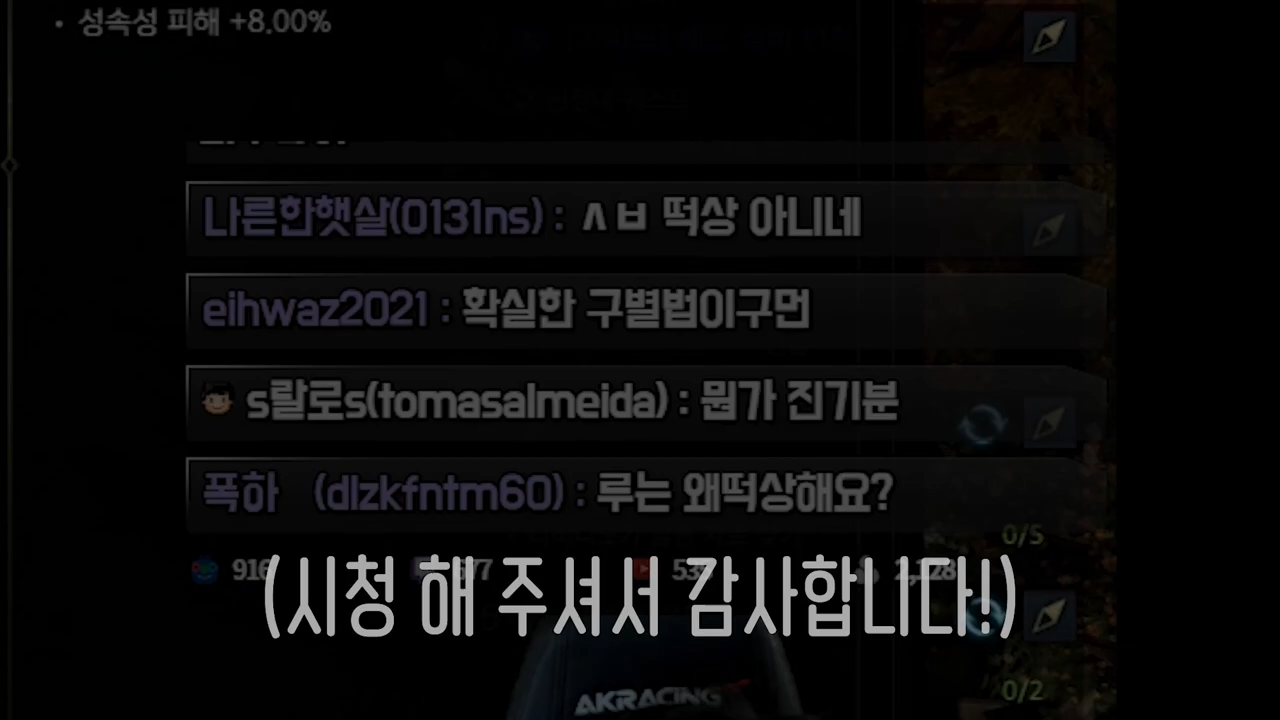 • 성속성 피해 +8.00%
나른한햇살(0131ns) : ㅅㅂ 떡상 아니네
eihwaz2021 : 확실한 구별법이구먼
s랄로s(tomasalmeida) : 뭔가 진기분
폭하 (dlzkfntm60) : 루는 왜떡상해요?
0/5
(시청 해 주셔서 감사합니다!)
0/2
AKRACING